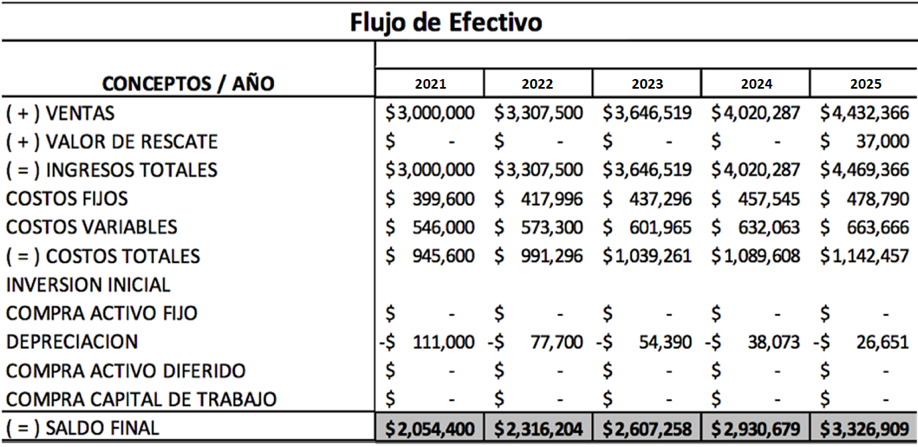 Flujo de Efectivo
CONCEPTOS / AÑO 2021 2022 2023 2024 2025
( + ) VENTAS $3,000,000 $3,307,500 $3,646,519 $4,020,287 $4,432,366
( + ) VALOR DE RESCATE $ - $ - $ - $ - $ 37,000
( = ) INGRESOS TOTALES $3,000,000 $3,307,500 $3,646,519 $4,020,287 $4,469,366
COSTOS FIJOS $ 399,600 $ 417,996 $ 437,296 $ 457,545 $ 478,790
COSTOS VARIABLES $ 546,000 $ 573,300 $ 601,965 $ 632,063 $ 663,666
( = ) COSTOS TOTALES $ 945,600 $ 991,296 $1,039,261 $1,089,608 $1,142,457
INVERSION INICIAL
COMPRA ACTIVO FIJO $ - $ - $ - $ - $ -
DEPRECIACION -$ 111,000 -$ 77,700 -$ 54,390 -$ 38,073 -$ 26,651
COMPRA ACTIVO DIFERIDO $ - $ - $ - $ - $ -
COMPRA CAPITAL DE TRABAJO $ - $ - $ - $ - $ -
( = ) SALDO FINAL $2,054,400 $2,316,204 $2,607,258 $2,930,679 $3,326,909